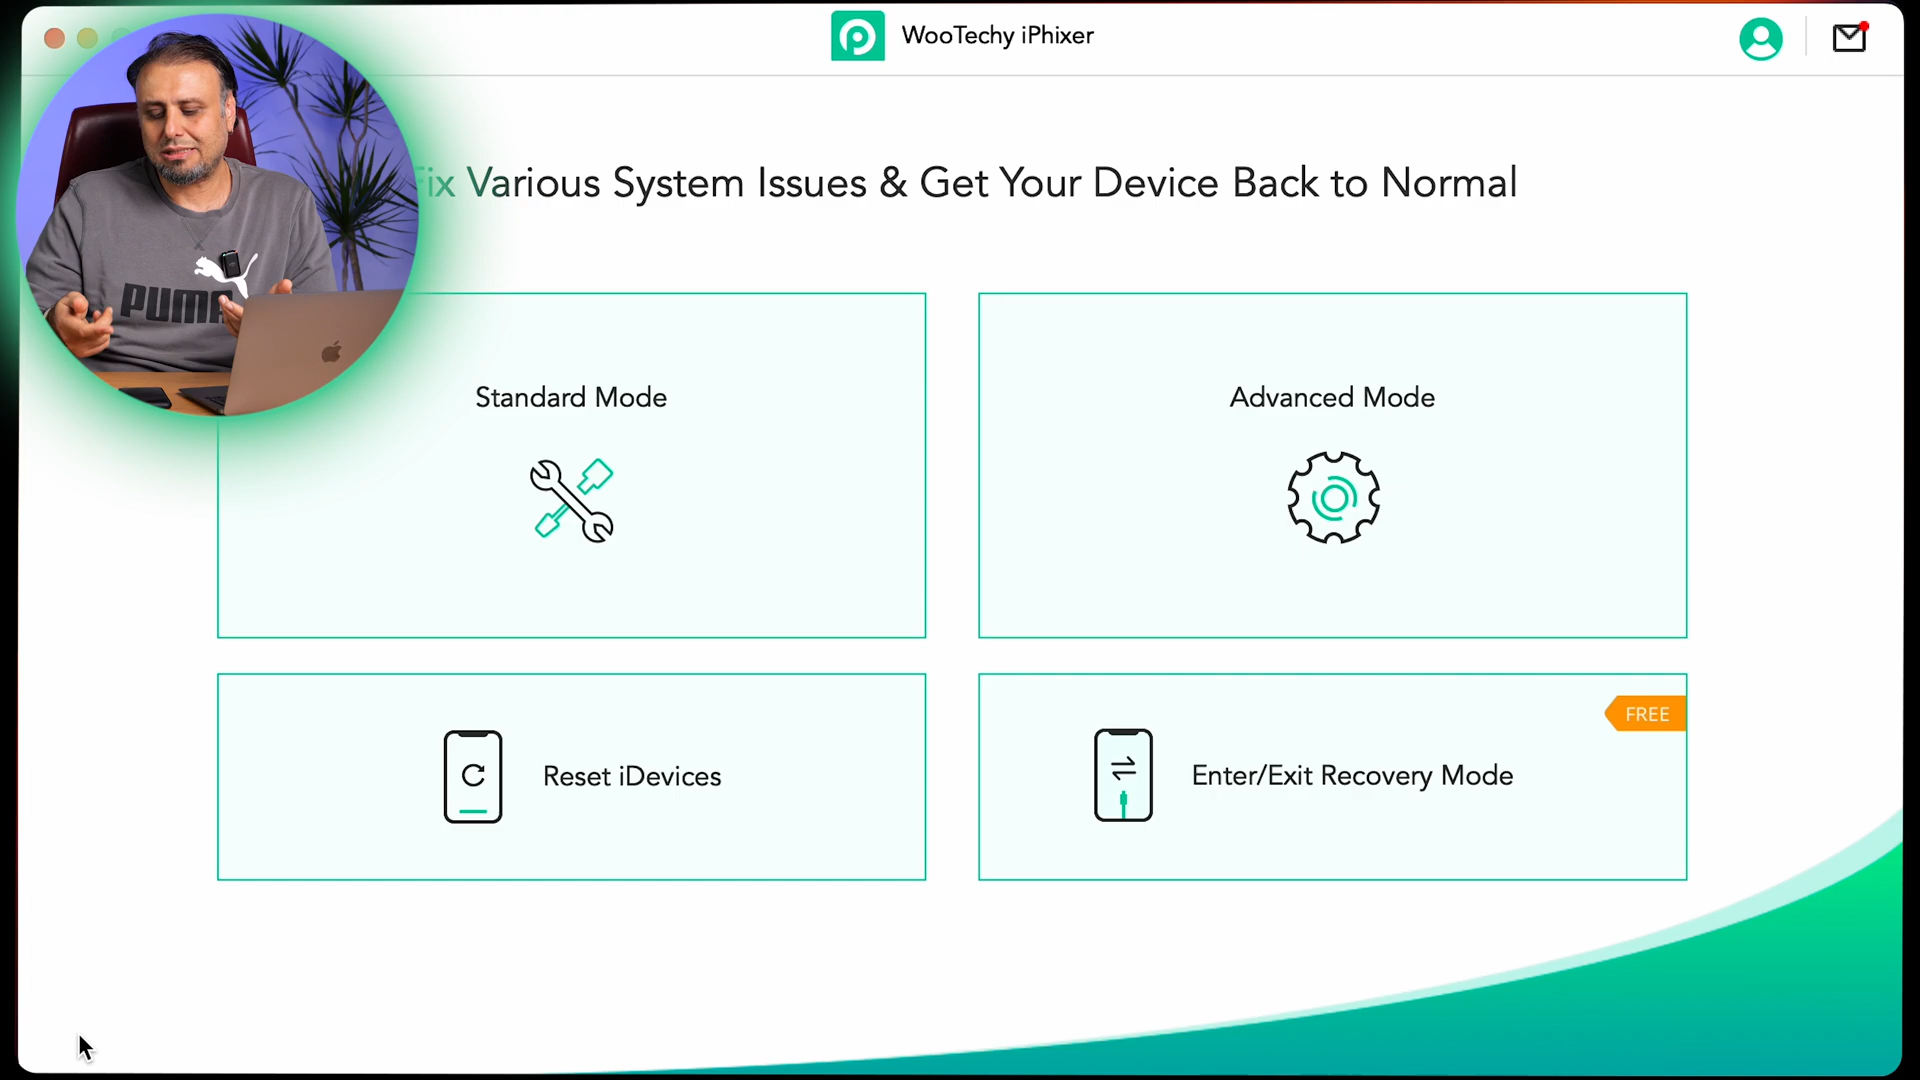 WooTechy iPhixer
Fix Various System Issues & Get Your Device Back to Normal
PUMA
Standard Mode
Advanced Mode
FREE
Reset iDevices
Enter/Exit Recovery Mode